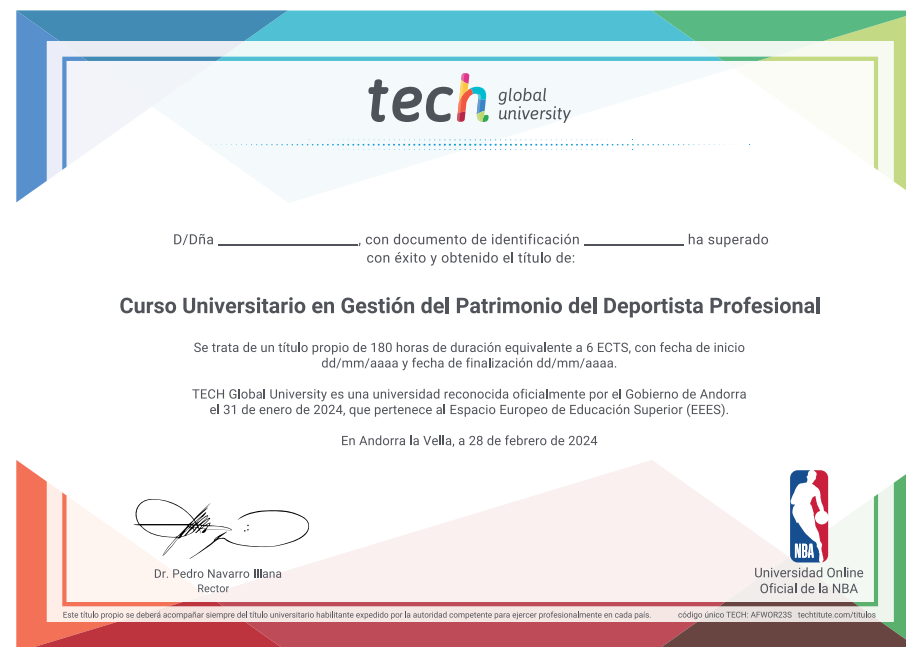 tech global university
D/Dña ____________, con documento de identificación ____________ ha superado
con éxito y obtenido el título de:
Curso Universitario en Gestión del Patrimonio del Deportista Profesional
Se trata de un título propio de 180 horas de duración equivalente a 6 ECTS, con fecha de inicio
dd/mm/aaaa y fecha de finalización dd/mm/aaaa.
TECH Global University es una universidad reconocida oficialmente por el Gobierno de Andorra
el 31 de enero de 2024, que pertenece al Espacio Europeo de Educación Superior (EEES).
En Andorra la Vella, a 28 de febrero de 2024
Dr. Pedro Navarro Illana
Rector
NBA
Universidad Online
Oficial de la NBA
Este título propio se deberá acompañar siempre del título universitario habilitante expedido por la autoridad competente para ejercer profesionalmente en cada país. código único TECH: AFWOR23S techtitute.com/titulos